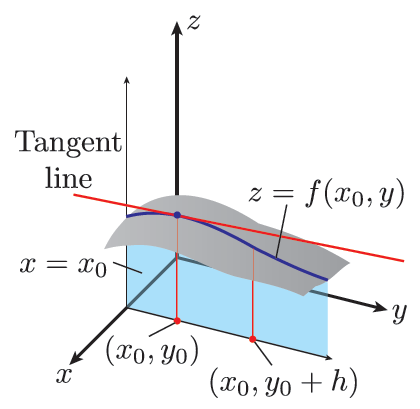 z
Tangent
line
z = f(x₀, y)
x = x₀
y
(x₀, y₀)
x
(x₀, y₀ + h)